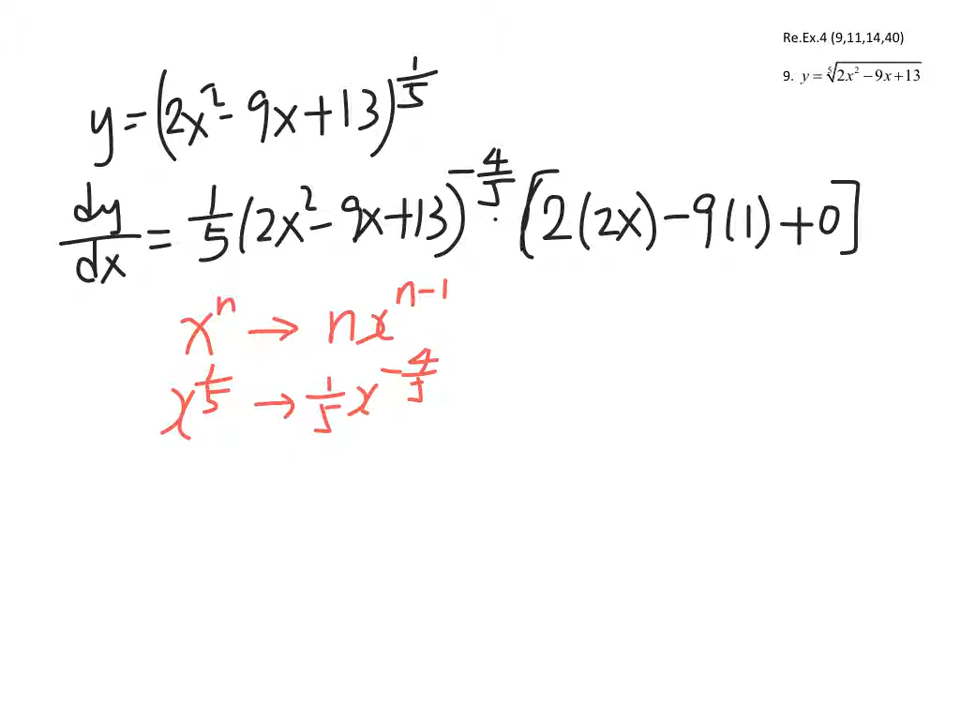 Re.Ex.4 (9,11,14,40)
9. y = ⁵√(2x² − 9x + 13)
y = (2x² - 9x + 13)^(1/5)
dy/dx = 1/5 (2x² - 9x + 13)^(-4/5) [2(2x) - 9(1) + 0]
xⁿ → nx^(n-1)
x^(1/5) → 1/5 x^(-4/5)